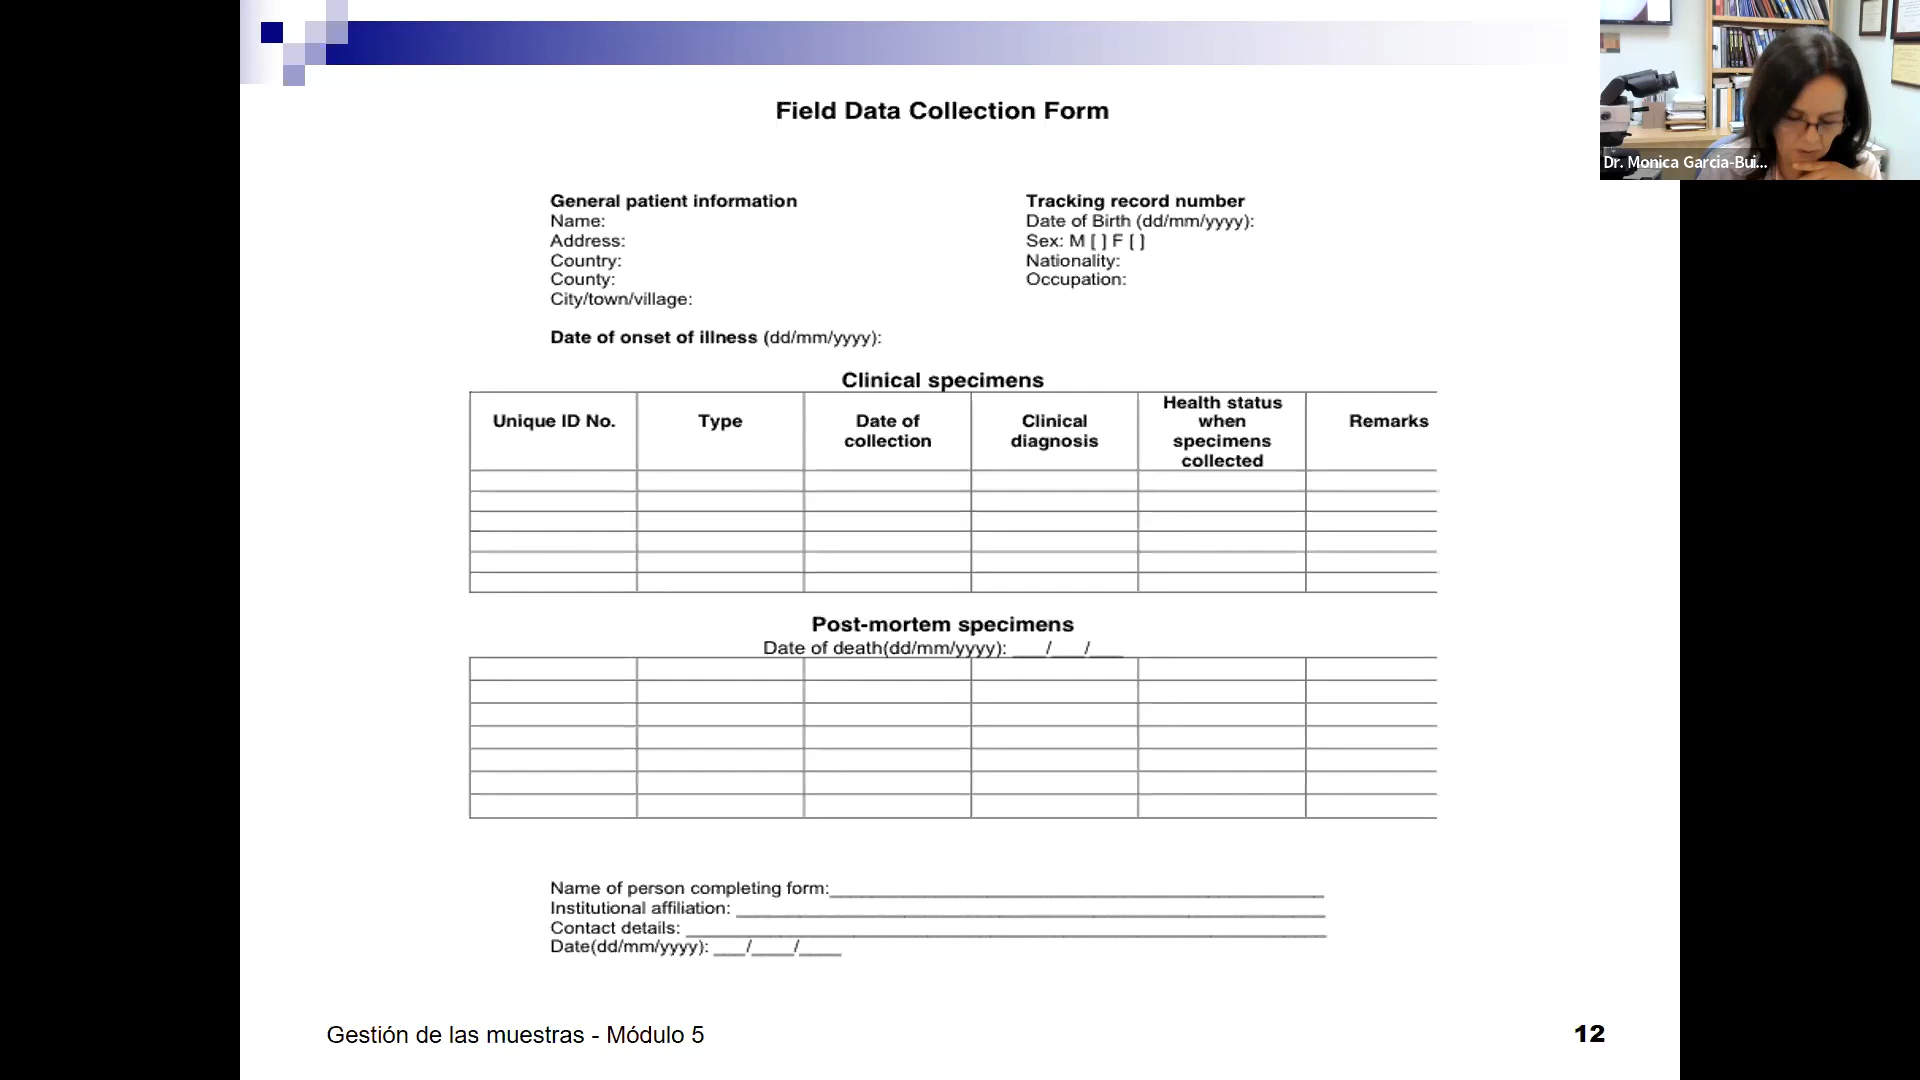 Field Data Collection Form
General patient information
Name:
Address:
Country:
County:
City/town/village:
Tracking record number
Date of Birth (dd/mm/yyyy):
Sex: M [ ] F [ ]
Nationality:
Occupation:
Date of onset of illness (dd/mm/yyyy):
Clinical specimens
Unique ID No.
Type
Date of
collection
Clinical
diagnosis
Health status
when
specimens
collected
Remarks
Post-mortem specimens
Date of death(dd/mm/yyyy): ___/___/___
Name of person completing form:
Institutional affiliation:
Contact details:
Date(dd/mm/yyyy): ___/____/____
Gestión de las muestras - Módulo 5
12
Dr. Monica Garcia-Bui...